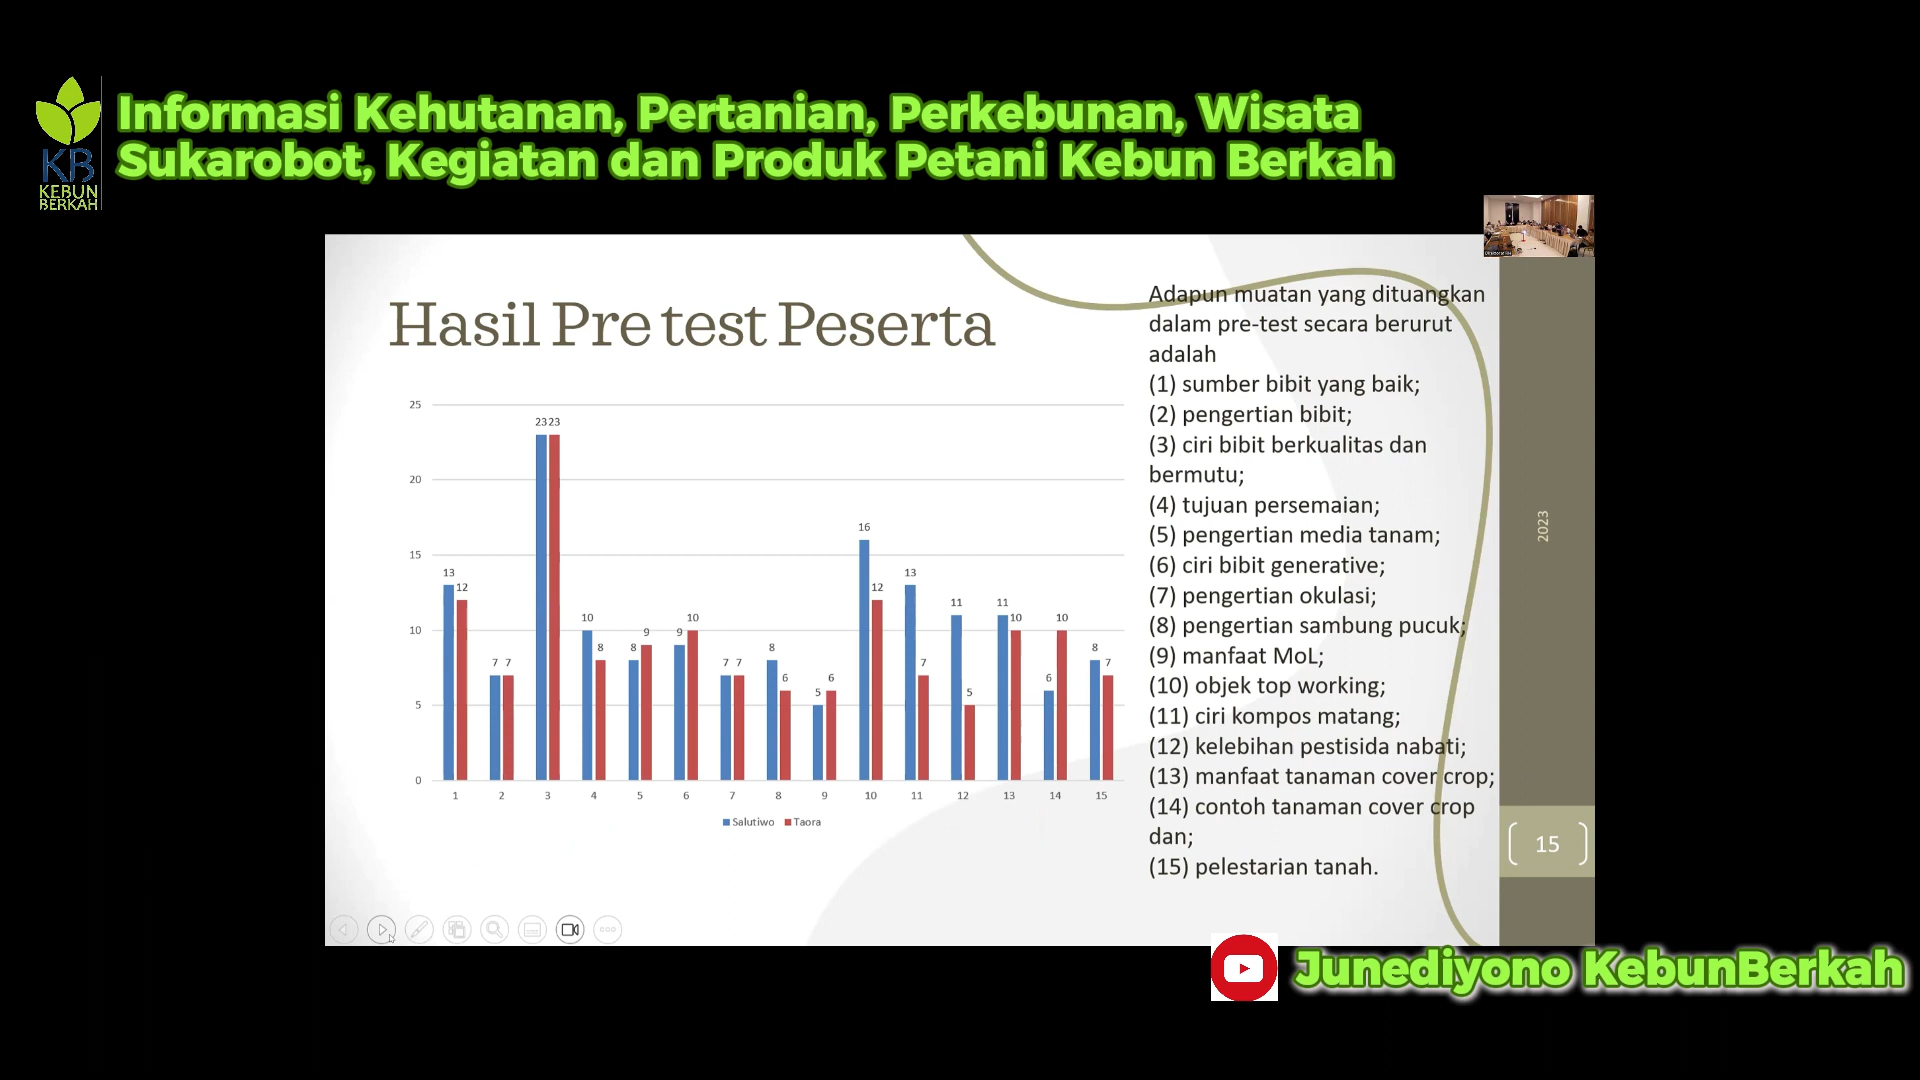 Informasi Kehutanan, Pertanian, Perkebunan, Wisata
Sukarobot, Kegiatan dan Produk Petani Kebun Berkah
KB
KEBUN
BERKAH
Hasil Pre test Peserta
25
20
15
10
5
0
13 12
7 7
23 23
10 8
8 9
9 10
7 7
8 6
5 6
16 12
13 7
11 5
11 10
6 10
8 7
1 2 3 4 5 6 7 8 9 10 11 12 13 14 15
Salutiwo Taora
Adapun muatan yang dituangkan
dalam pre-test secara berurut
adalah
(1) sumber bibit yang baik;
(2) pengertian bibit;
(3) ciri bibit berkualitas dan
bermutu;
(4) tujuan persemaian;
(5) pengertian media tanam;
(6) ciri bibit generative;
(7) pengertian okulasi;
(8) pengertian sambung pucuk;
(9) manfaat MoL;
(10) objek top working;
(11) ciri kompos matang;
(12) kelebihan pestisida nabati;
(13) manfaat tanaman cover crop;
(14) contoh tanaman cover crop
dan;
(15) pelestarian tanah.
2023
15
Junediyono KebunBerkah